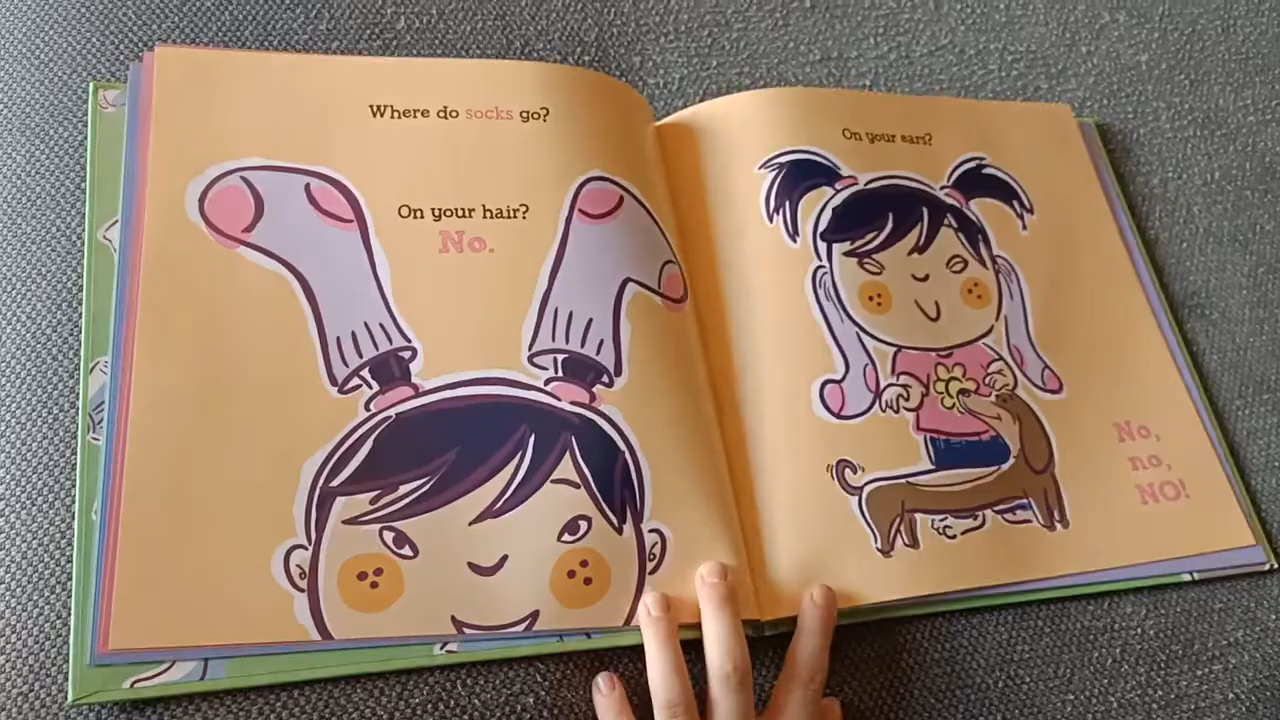 Where do socks go?
On your hair?
No.
On your ears?
No,
no,
NO!